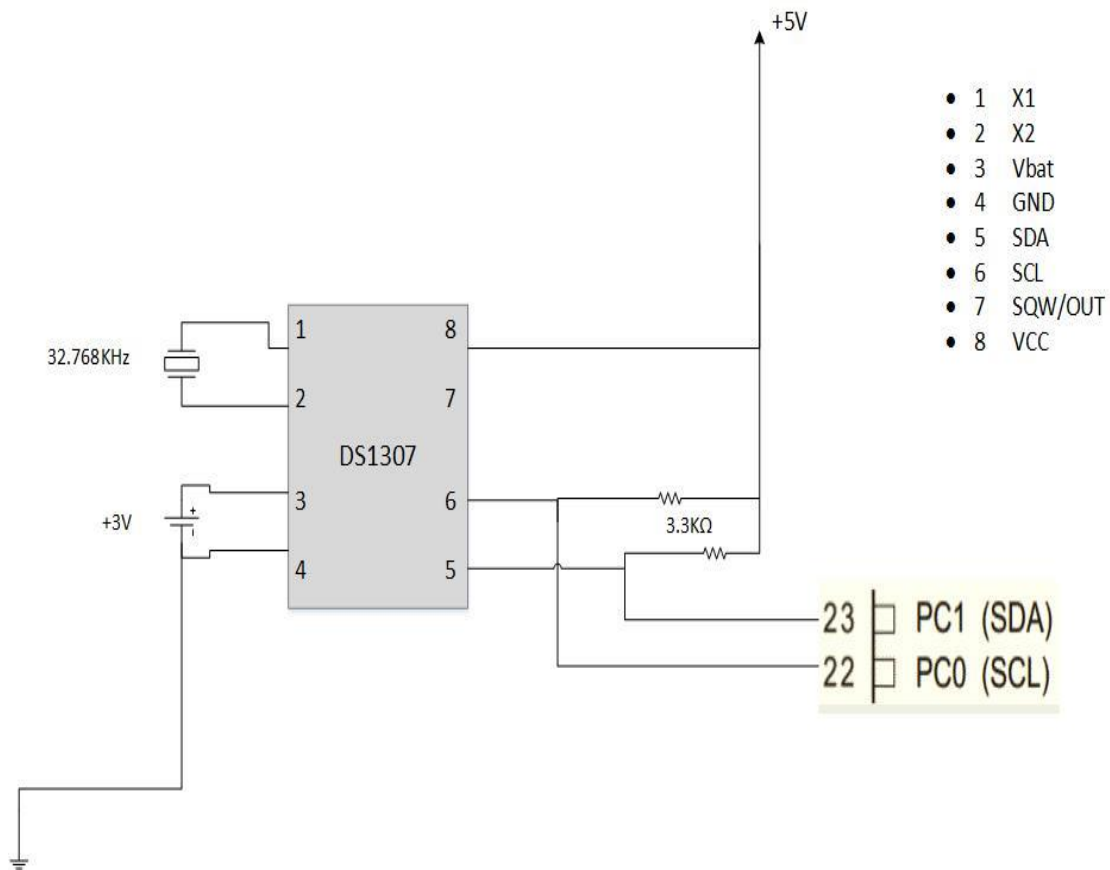 +5V
• 1 X1
• 2 X2
• 3 Vbat
• 4 GND
• 5 SDA
• 6 SCL
• 7 SQW/OUT
• 8 VCC
32.768KHz
1 8
2 7
DS1307
3 6
4 5
+3V
+
-
3.3KΩ
23 PC1 (SDA)
22 PC0 (SCL)